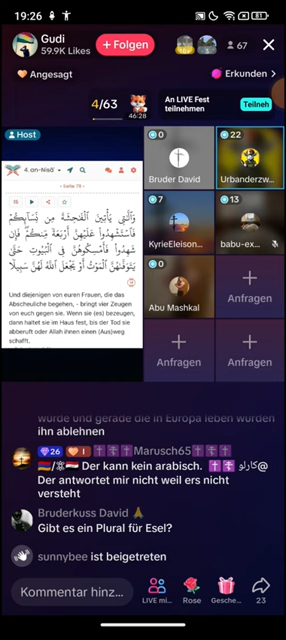 19:26
81
Gudi
59.9K Likes
+ Folgen
67
Angesagt
Erkunden >
4/63
46:28
An LIVE Fest
teilnehmen
Teilneh
Host
4. an-Nisāʾ
- Seite 79 -
15
وَٱلَّـٰتِى يَأْتِينَ ٱلْفَـٰحِشَةَ مِن نِّسَآئِكُمْ
فَٱسْتَشْهِدُوا۟ عَلَيْهِنَّ أَرْبَعَةً مِّنكُمْ ۖ فَإِن
شَهِدُوا۟ فَأَمْسِكُوهُنَّ فِى ٱلْبُيُوتِ حَتَّىٰ
يَتَوَفَّىٰهُنَّ ٱلْمَوْتُ أَوْ يَجْعَلَ ٱللَّهُ لَهُنَّ سَبِيلًا
Und diejenigen von euren Frauen, die das
Abscheuliche begehen, - bringt vier Zeugen
von euch gegen sie. Wenn sie (es) bezeugen,
dann haltet sie im Haus fest, bis der Tod sie
abberuft oder Allah ihnen einen (Aus)weg
schafft.
0
Bruder David
22
Urbanderzw...
7
KyrieEleison...
13
babu-ex...
0
Abu Mashkal
Anfragen
Anfragen
Anfragen
wurde und gerade die in Europa leben würden
ihn ablehnen
26 I Marusch65
Der kann kein arabisch. كارلو@
Der antwortet mir nicht weil ers nicht
versteht
Bruderkuss David
Gibt es ein Plural für Esel?
sunnybee ist beigetreten
Kommentar hinz...
LIVE mi...
Rose
Gesche...
23